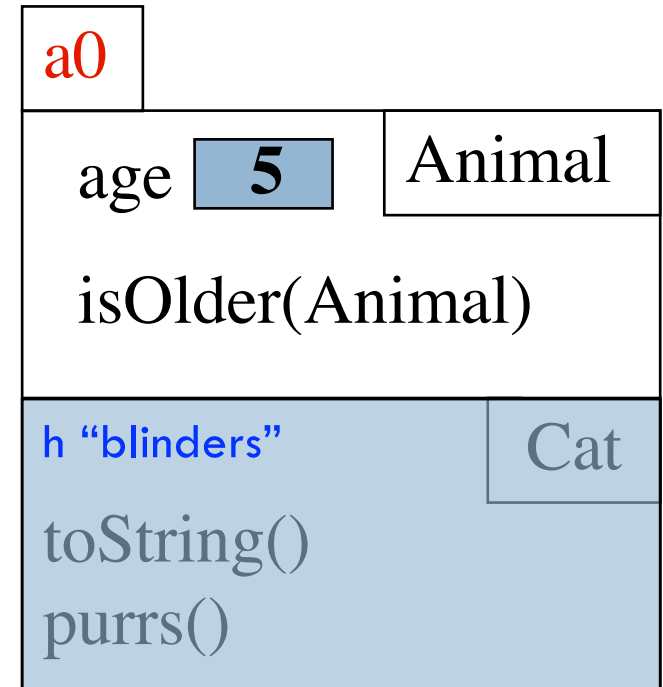 a0
age 5 Animal
isOlder(Animal)
h “blinders” Cat
toString()
purrs()